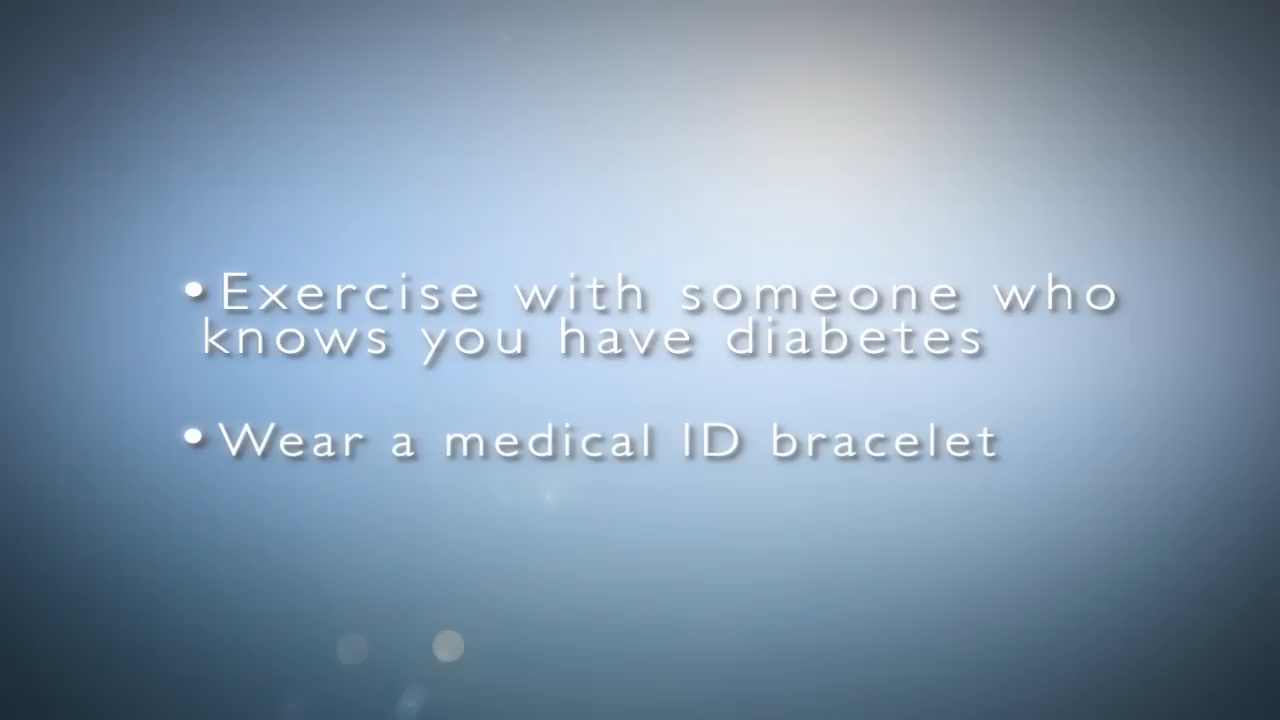 •Exercise with someone who
knows you have diabetes
•Wear a medical ID bracelet